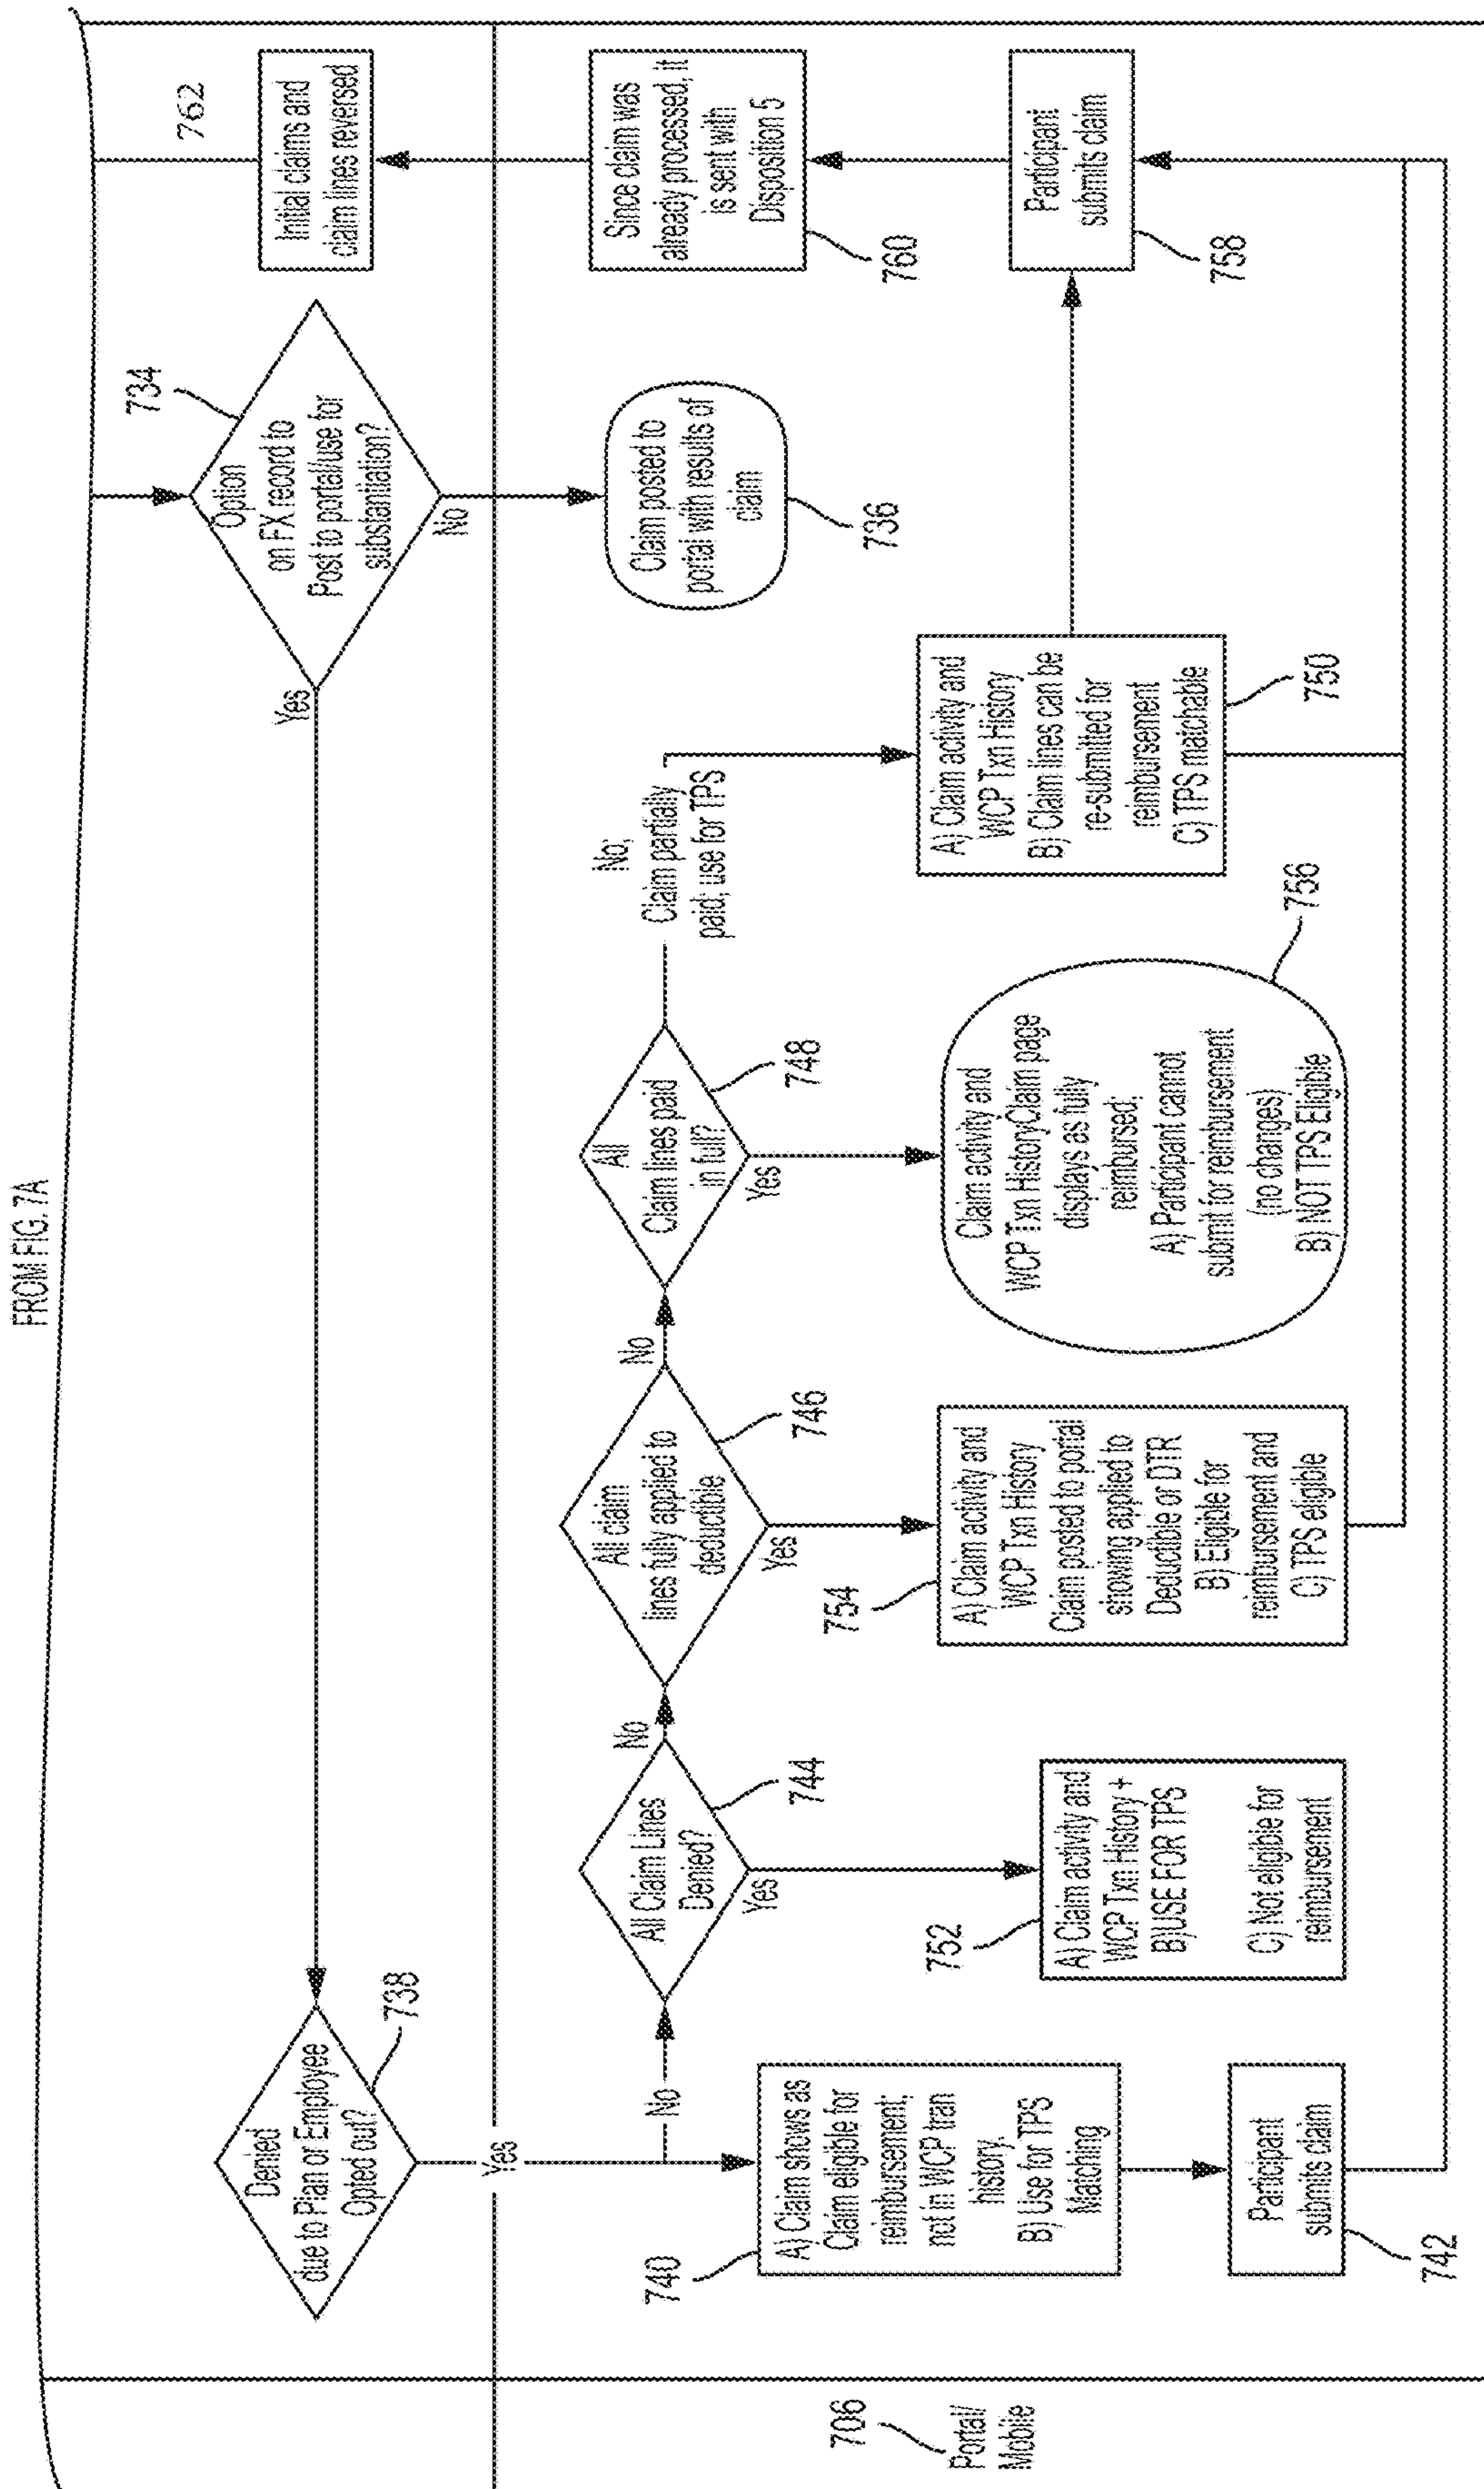 FROM FIG. 7A
Denied
due to Plan or Employee
Opted out?
738
Yes
Option
on FX record to
Post to portal/use for
substantiation?
734
No
Initial claims and
claim lines reversed
762
Yes
706
Portal/
Mobile
No
740
A) Claim shows as
Claim eligible for
reimbursement;
not in WCP tran
history.
B) Use for TPS
Matching
Participant
submits claim
742
All Claim Lines
Denied?
744
Yes
No
752
A) Claim activity and
WCP Txn History +
B)USE FOR TPS
C) Not eligible for
reimbursement
All claim
lines fully applied to
deductible
746
Yes
No
754
A) Claim activity and
WCP Txn History
Claim posted to portal
showing applied to
Deductible or DTR
B) Eligible for
reimbursement and
C) TPS eligible
All
Claim lines paid
in full?
748
Yes
No;
Claim partially
paid; use for TPS
Claim activity and
WCP Txn HistoryClaim page
displays as fully
reimbursed;
A) Participant cannot
submit for reimbursement
(no changes)
B) NOT TPS Eligible
756
A) Claim activity and
WCP Txn History
B) Claim lines can be
re-submitted for
reimbursement
C) TPS matchable
750
Claim posted to
portal with results of
claim
736
Since claim was
already processed, it
is sent with
Disposition 5
760
Participant
submits claim
758